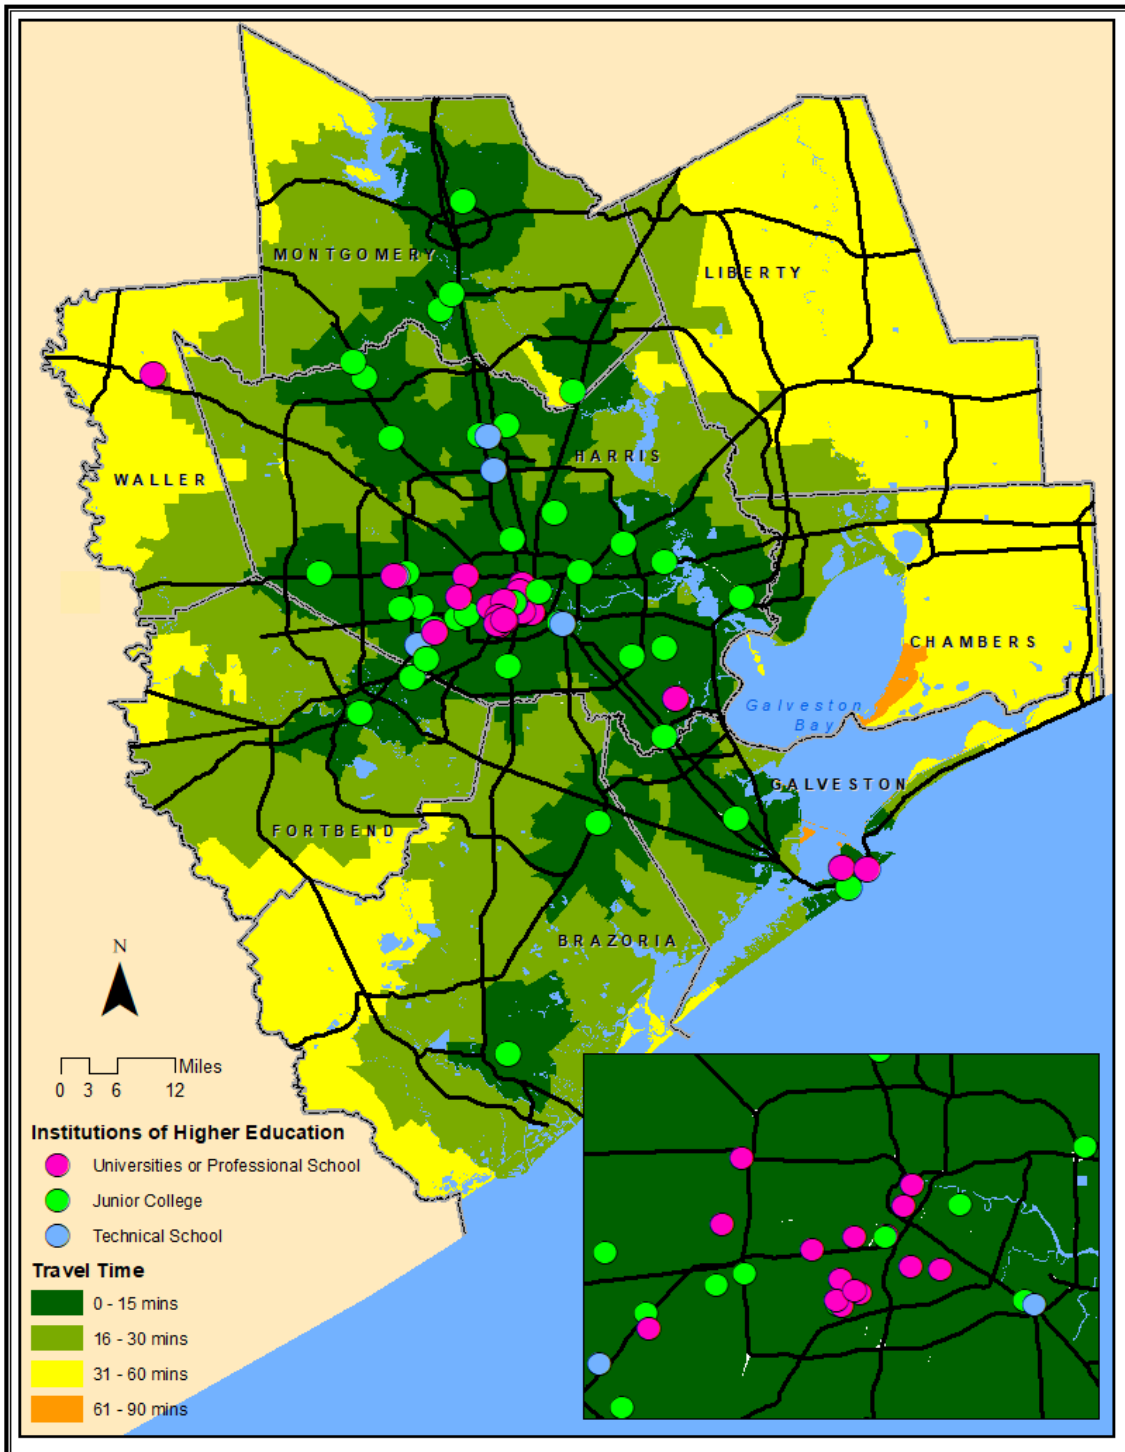 MONTGOMERY
LIBERTY
WALLER
HARRIS
CHAMBERS
Galveston
Bay
GALVESTON
FORTBEND
BRAZORIA
N
Miles
0 3 6 12
Institutions of Higher Education
Universities or Professional School
Junior College
Technical School
Travel Time
0 - 15 mins
16 - 30 mins
31 - 60 mins
61 - 90 mins